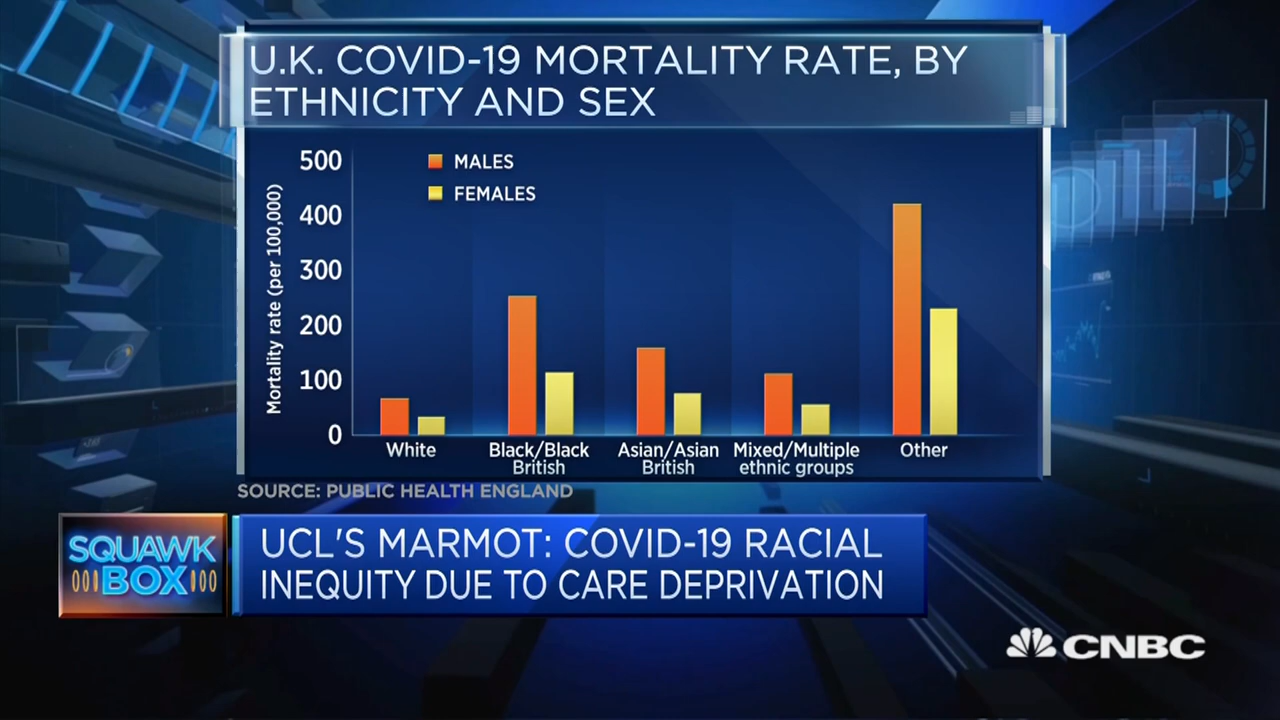 U.K. COVID-19 MORTALITY RATE, BY
ETHNICITY AND SEX
Mortality rate (per 100,000)
500
400
300
200
100
0
MALES
FEMALES
White
Black/Black
British
Asian/Asian
British
Mixed/Multiple
ethnic groups
Other
SOURCE: PUBLIC HEALTH ENGLAND
SQUAWK
BOX
UCL'S MARMOT: COVID-19 RACIAL
INEQUITY DUE TO CARE DEPRIVATION
CNBC